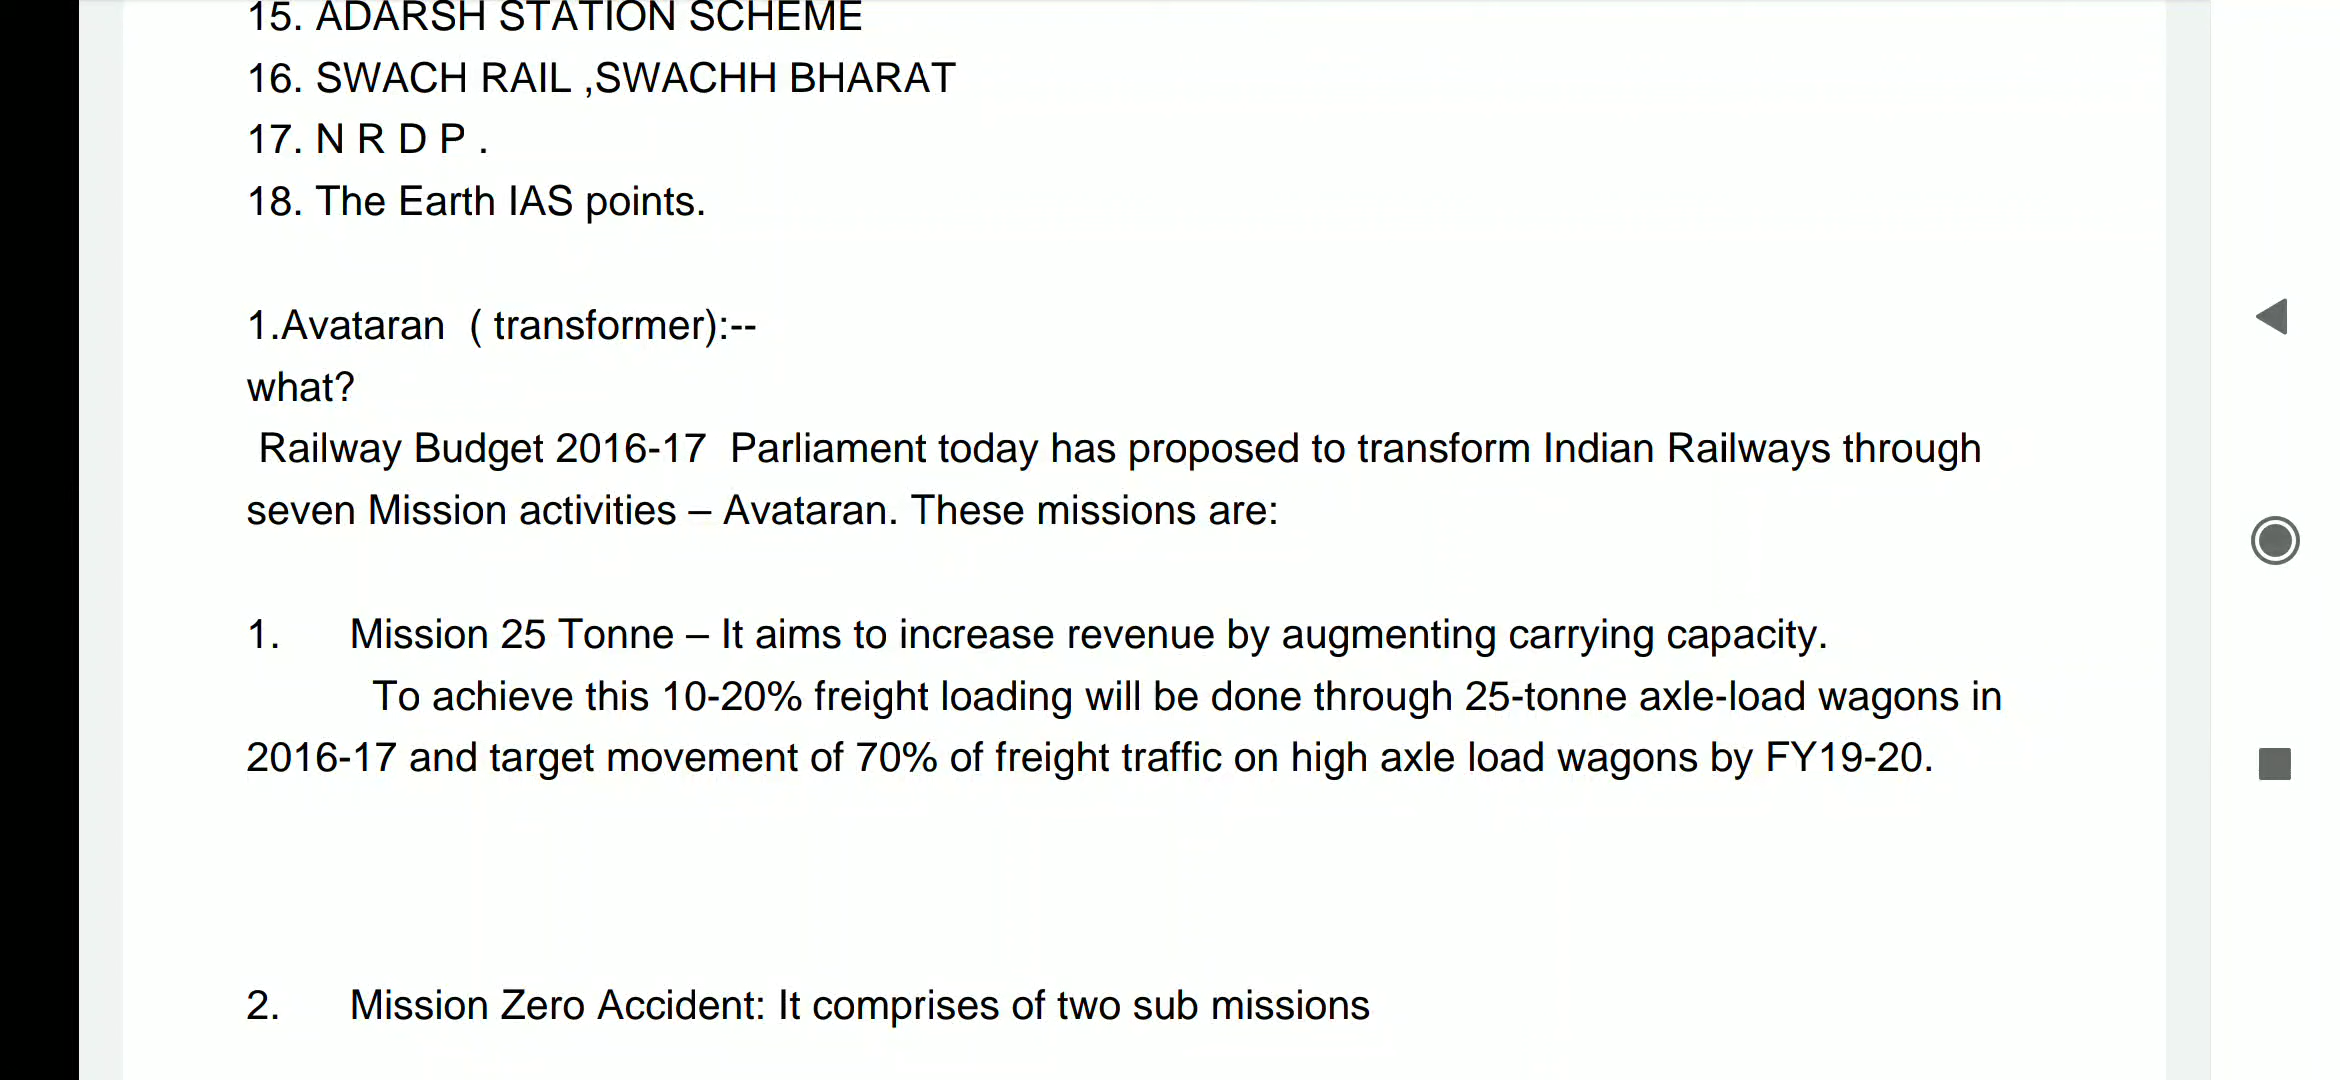 15. ADARSH STATION SCHEME
16. SWACH RAIL ,SWACHH BHARAT
17. N R D P .
18. The Earth IAS points.
1.Avataran  ( transformer):--
what?
Railway Budget 2016-17  Parliament today has proposed to transform Indian Railways through
seven Mission activities – Avataran. These missions are:
1. Mission 25 Tonne – It aims to increase revenue by augmenting carrying capacity.
To achieve this 10-20% freight loading will be done through 25-tonne axle-load wagons in
2016-17 and target movement of 70% of freight traffic on high axle load wagons by FY19-20.
2. Mission Zero Accident: It comprises of two sub missions